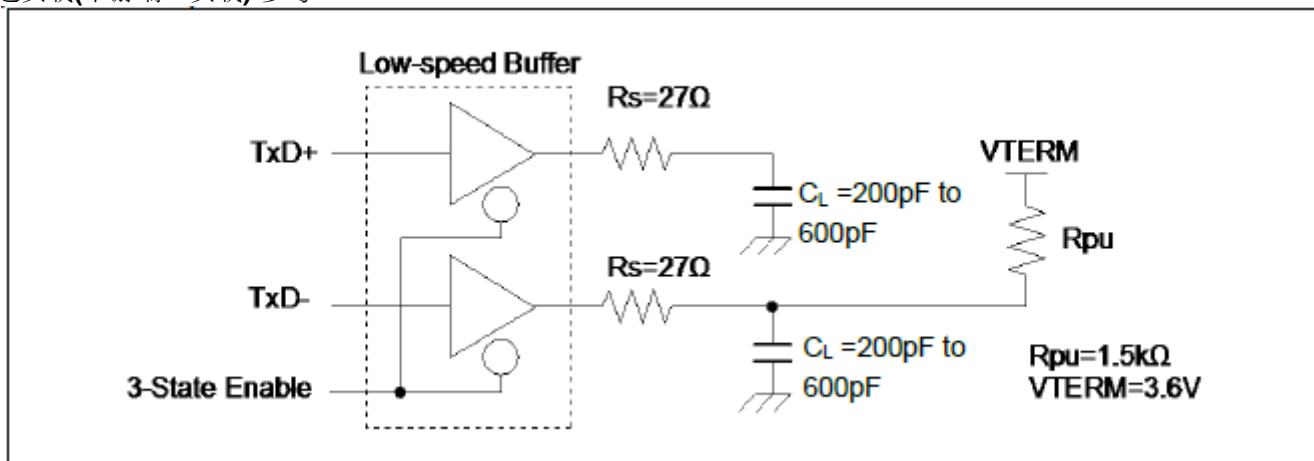 Low-speed Buffer
Rs=27Ω
TxD+
VTERM
C_L =200pF to
600pF
Rpu
Rs=27Ω
TxD-
C_L =200pF to
600pF
Rpu=1.5kΩ
VTERM=3.6V
3-State Enable